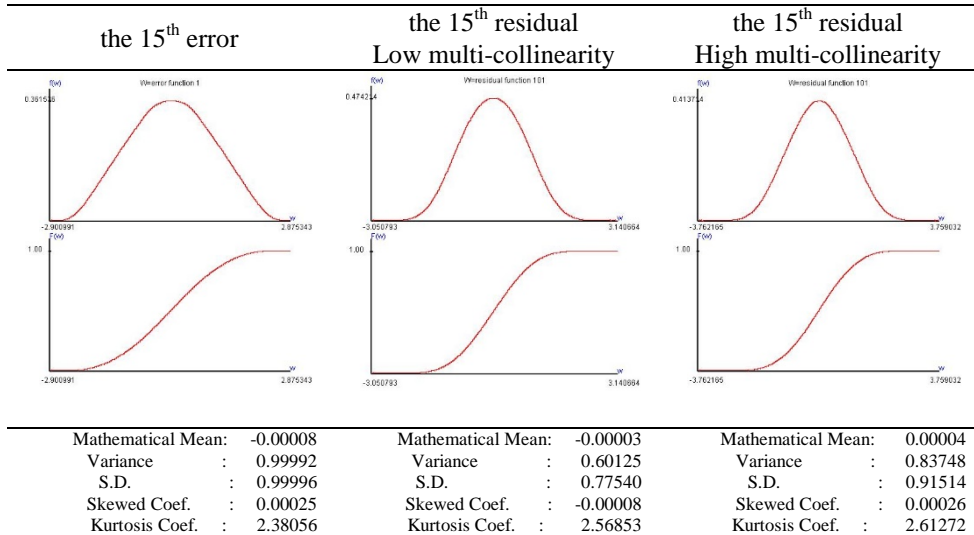 the 15th error
the 15th residual
Low multi-collinearity
the 15th residual
High multi-collinearity
f(w)
W=error function 1
0.361526
w
-2.900991
2.875343
f(w)
W=residual function 101
0.474214
w
-3.050793
3.140664
f(w)
W=residual function 101
w
-3.762165
3.759032
F(w)
1.00
w
-2.900991
2.875343
F(w)
1.00
w
-3.050793
3.140664
F(w)
1.00
w
-3.762165
3.759032
Mathematical Mean: -0.00008
Variance : 0.99992
S.D. : 0.99996
Skewed Coef. : 0.00025
Kurtosis Coef. : 2.38056
Mathematical Mean: -0.00003
Variance : 0.60125
S.D. : 0.77540
Skewed Coef. : -0.00008
Kurtosis Coef. : 2.56853
Mathematical Mean: 0.00004
Variance : 0.83748
S.D. : 0.91514
Skewed Coef. : 0.00026
Kurtosis Coef. : 2.61272